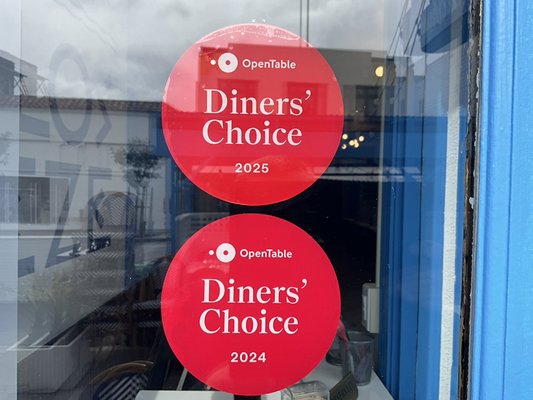 OpenTable
Diners'
Choice
2025
OpenTable
Diners'
Choice
2024